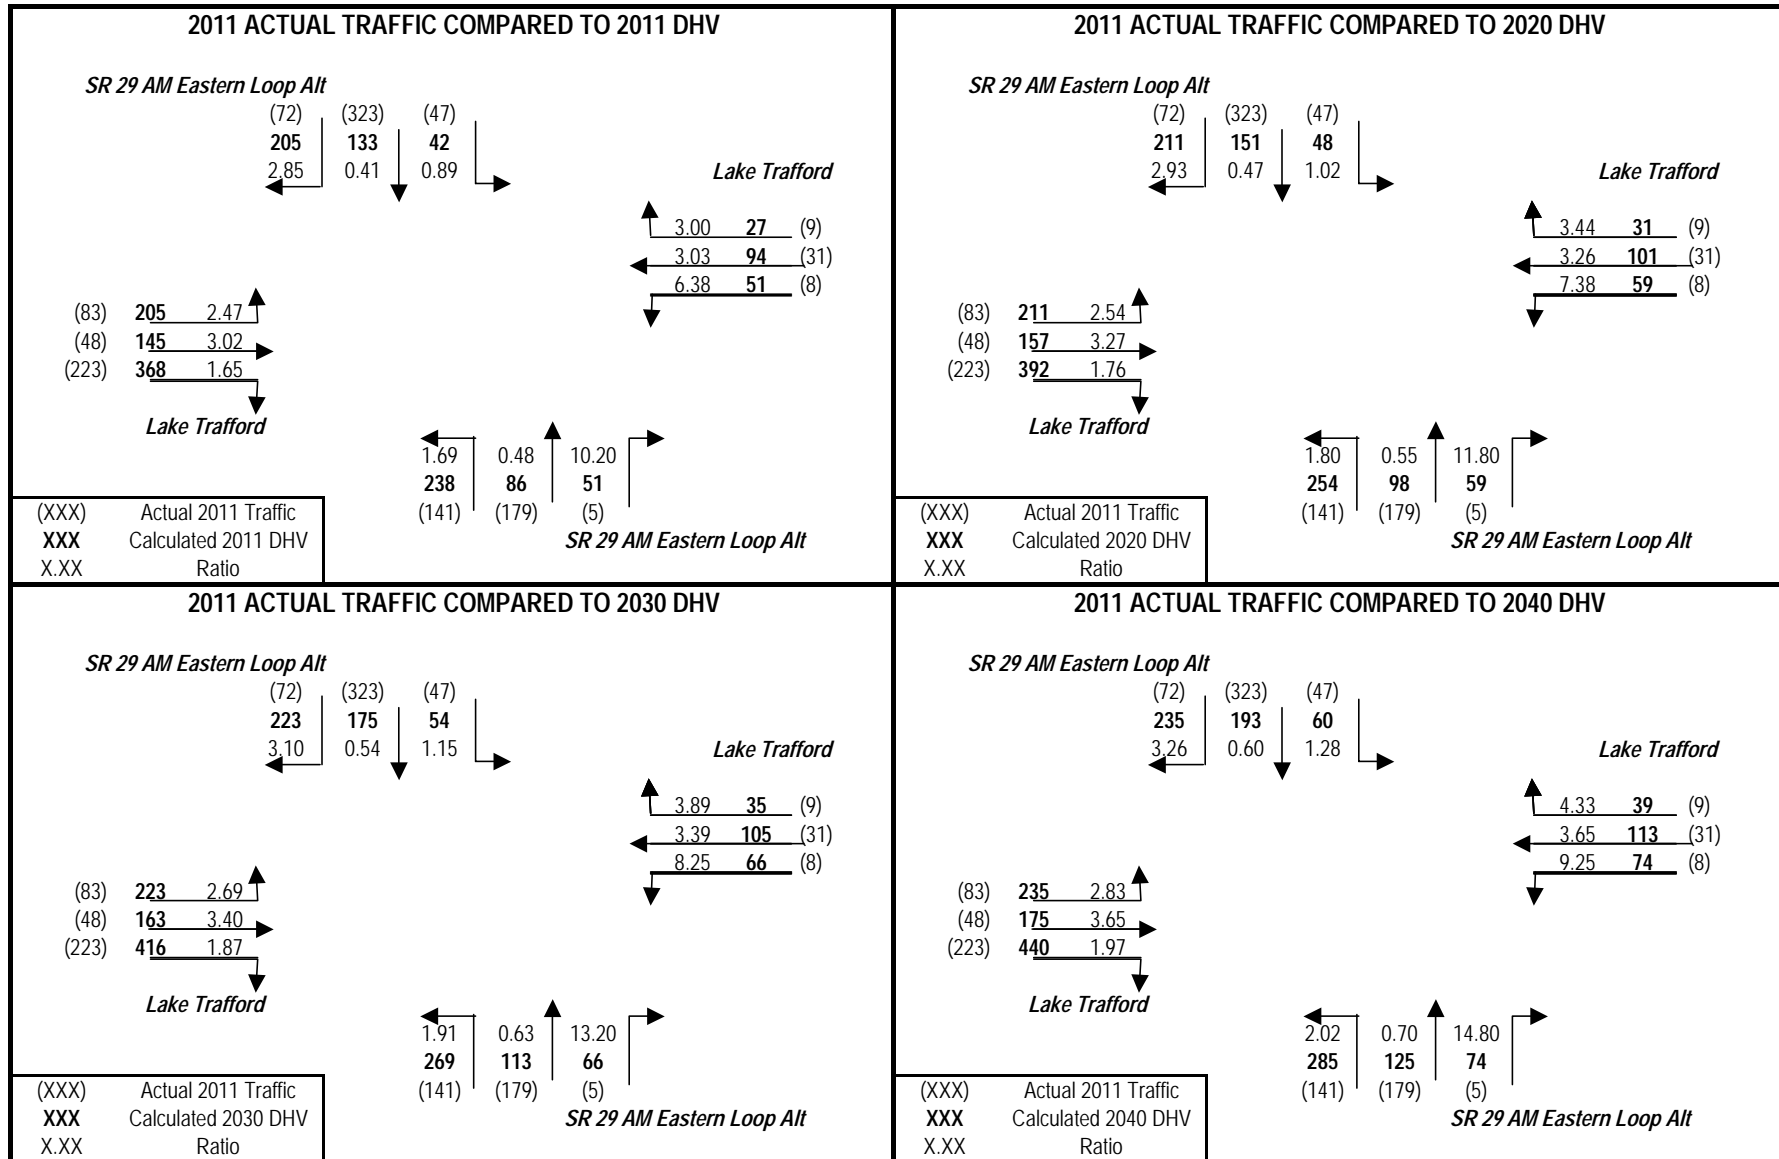 2011 ACTUAL TRAFFIC COMPARED TO 2011 DHV
SR 29 AM Eastern Loop Alt
(72) (323) (47)
205 133 42
2.85 0.41 0.89
Lake Trafford
3.00 27 (9)
3.03 94 (31)
6.38 51 (8)
(83) 205 2.47
(48) 145 3.02
(223) 368 1.65
Lake Trafford
1.69 0.48 10.20
238 86 51
(141) (179) (5)
SR 29 AM Eastern Loop Alt
(XXX) Actual 2011 Traffic
XXX Calculated 2011 DHV
X.XX Ratio
2011 ACTUAL TRAFFIC COMPARED TO 2020 DHV
SR 29 AM Eastern Loop Alt
(72) (323) (47)
211 151 48
2.93 0.47 1.02
Lake Trafford
3.44 31 (9)
3.26 101 (31)
7.38 59 (8)
(83) 211 2.54
(48) 157 3.27
(223) 392 1.76
Lake Trafford
1.80 0.55 11.80
254 98 59
(141) (179) (5)
SR 29 AM Eastern Loop Alt
(XXX) Actual 2011 Traffic
XXX Calculated 2020 DHV
X.XX Ratio
2011 ACTUAL TRAFFIC COMPARED TO 2030 DHV
SR 29 AM Eastern Loop Alt
(72) (323) (47)
223 175 54
3.10 0.54 1.15
Lake Trafford
3.89 35 (9)
3.39 105 (31)
8.25 66 (8)
(83) 223 2.69
(48) 163 3.40
(223) 416 1.87
Lake Trafford
1.91 0.63 13.20
269 113 66
(141) (179) (5)
SR 29 AM Eastern Loop Alt
(XXX) Actual 2011 Traffic
XXX Calculated 2030 DHV
X.XX Ratio
2011 ACTUAL TRAFFIC COMPARED TO 2040 DHV
SR 29 AM Eastern Loop Alt
(72) (323) (47)
235 193 60
3.26 0.60 1.28
Lake Trafford
4.33 39 (9)
3.65 113 (31)
9.25 74 (8)
(83) 235 2.83
(48) 175 3.65
(223) 440 1.97
Lake Trafford
2.02 0.70 14.80
285 125 74
(141) (179) (5)
SR 29 AM Eastern Loop Alt
(XXX) Actual 2011 Traffic
XXX Calculated 2040 DHV
X.XX Ratio